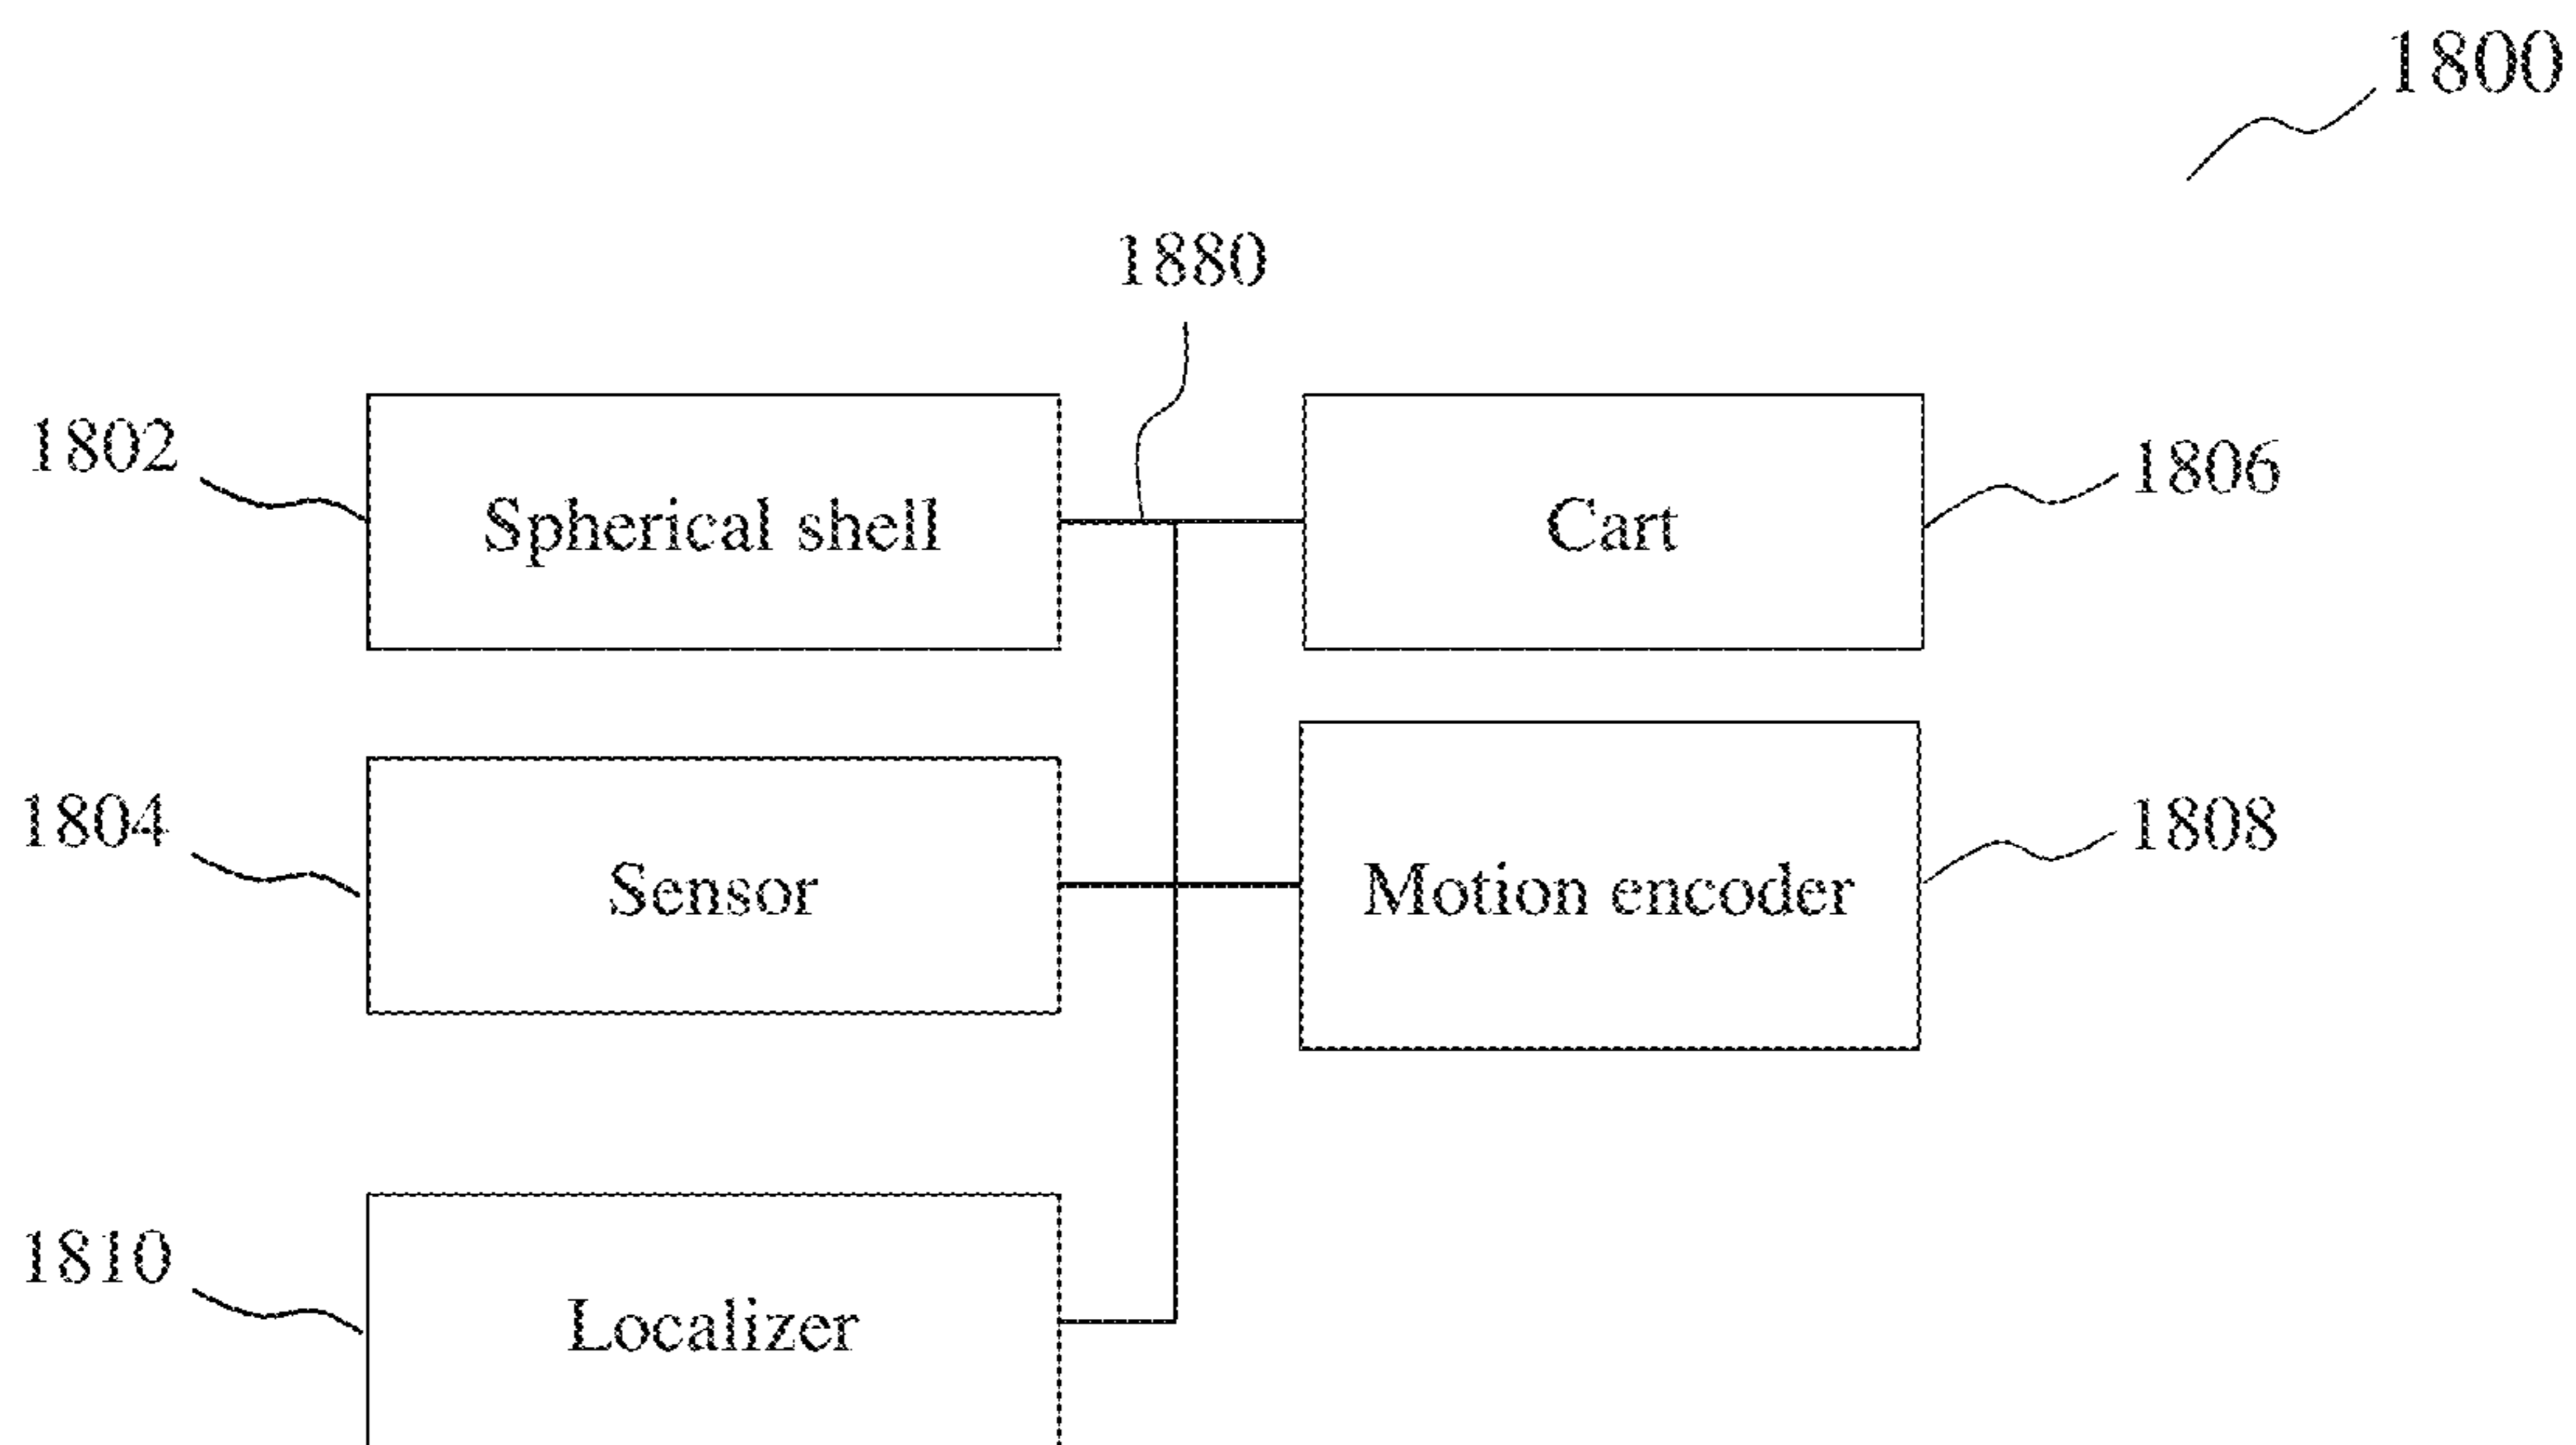 1800
1880
1802
Spherical shell
Cart
1806
1804
Sensor
Motion encoder
1808
1810
Localizer